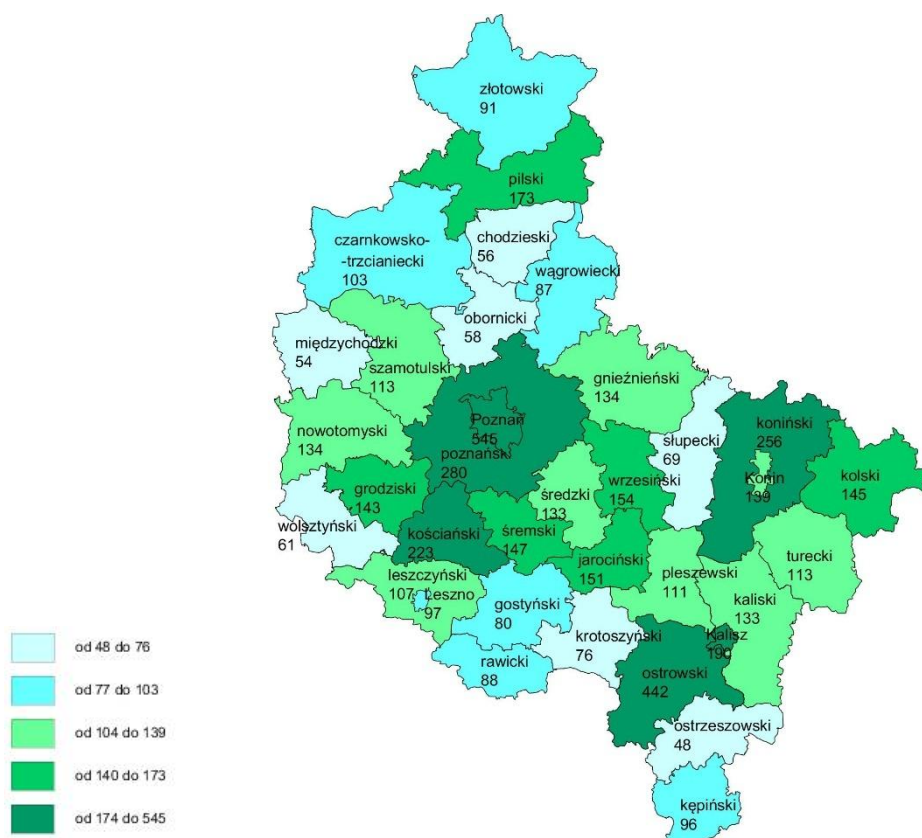 złotowski
91
pilski
173
czarnkowsko-
-trzcianiecki
103
chodzieski
56
wągrowiecki
87
obornicki
58
międzychodzki
54
szamotulski
113
gnieźnieński
134
Poznań
545
poznański
280
nowotomyski
134
słupecki
69
koniński
256
Konin
139
kolski
145
grodziski
143
średzki
133
wrzesiński
154
wolsztyński
61
kościański
223
śremski
147
jarociński
151
turecki
113
leszczyński
107
Leszno
97
gostyński
80
pleszewski
111
kaliski
133
krotoszyński
76
Kalisz
190
rawicki
88
ostrowski
442
ostrzeszowski
48
kępiński
96
od 48 do 76
od 77 do 103
od 104 do 139
od 140 do 173
od 174 do 545